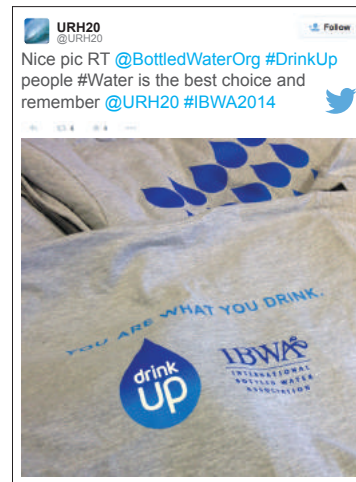 URH20
@URH20
Follow
Nice pic RT @BottledWaterOrg #DrinkUp
people #Water is the best choice and
remember @URH20 #IBWA2014
YOU ARE WHAT YOU DRINK.
drink
up
IBWA
INTERNATIONAL
BOTTLED WATER
ASSOCIATION